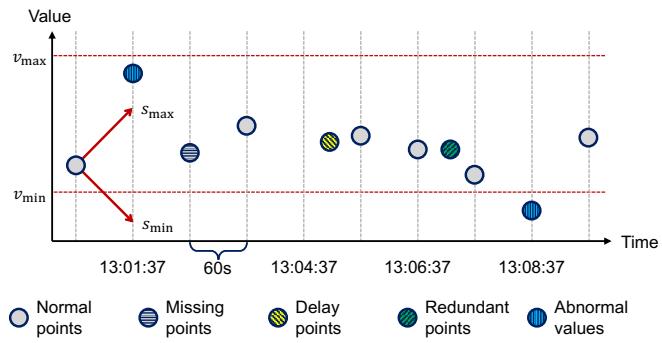 Value
v_max
s_max
v_min
s_min
Time
13:01:37
60s
13:04:37
13:06:37
13:08:37
Normal
points
Missing
points
Delay
points
Redundant
points
Abnormal
values